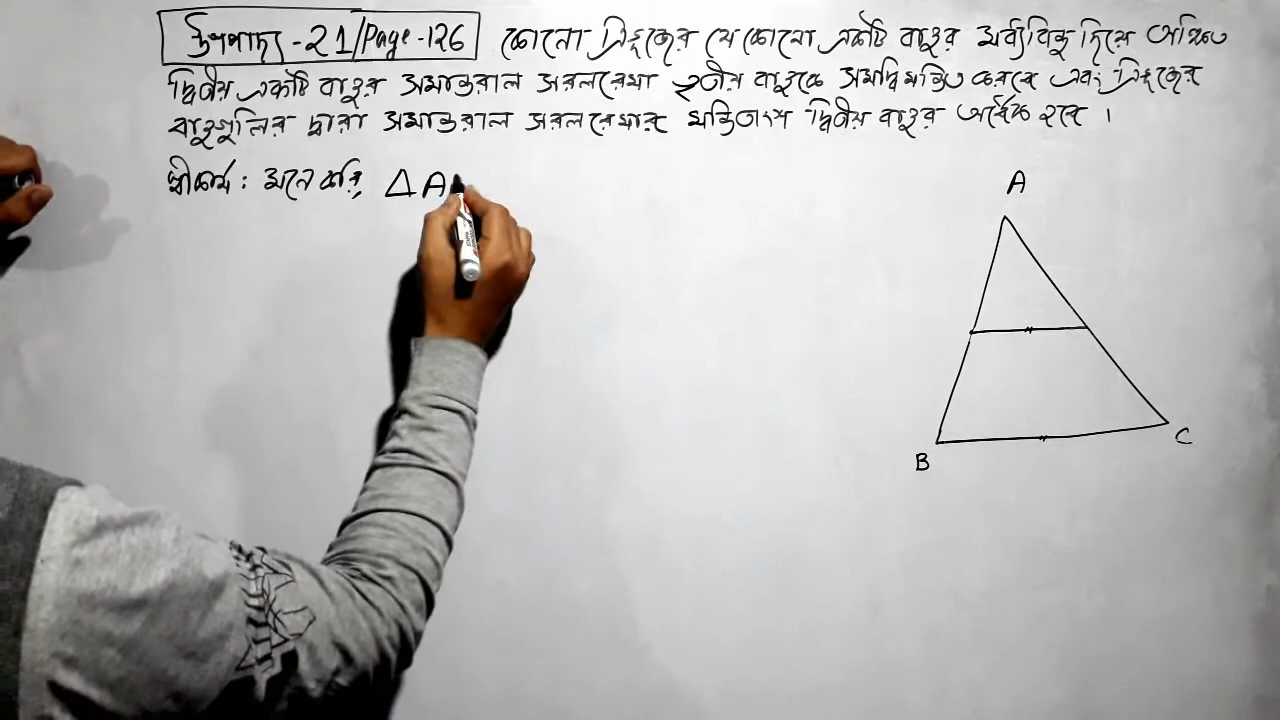 উপপাদ্য -21/Page-126 কোনো ত্রিভুজের যে কোনো একটি বাহুর মধ্যবিন্দু দিয়ে অঙ্কিত
দ্বিতীয় একটি বাহুর সমান্তরাল সরলরেখা তৃতীয় বাহুকে সমদ্বিখণ্ডিত করবে এবং ত্রিভুজের
বাহুগুলির দ্বারা সমান্তরাল সরলরেখার খণ্ডিতাংশ দ্বিতীয় বাহুর অর্ধেক হবে ।
স্বীকার্য : মনে করি, Δ A
A
B
C